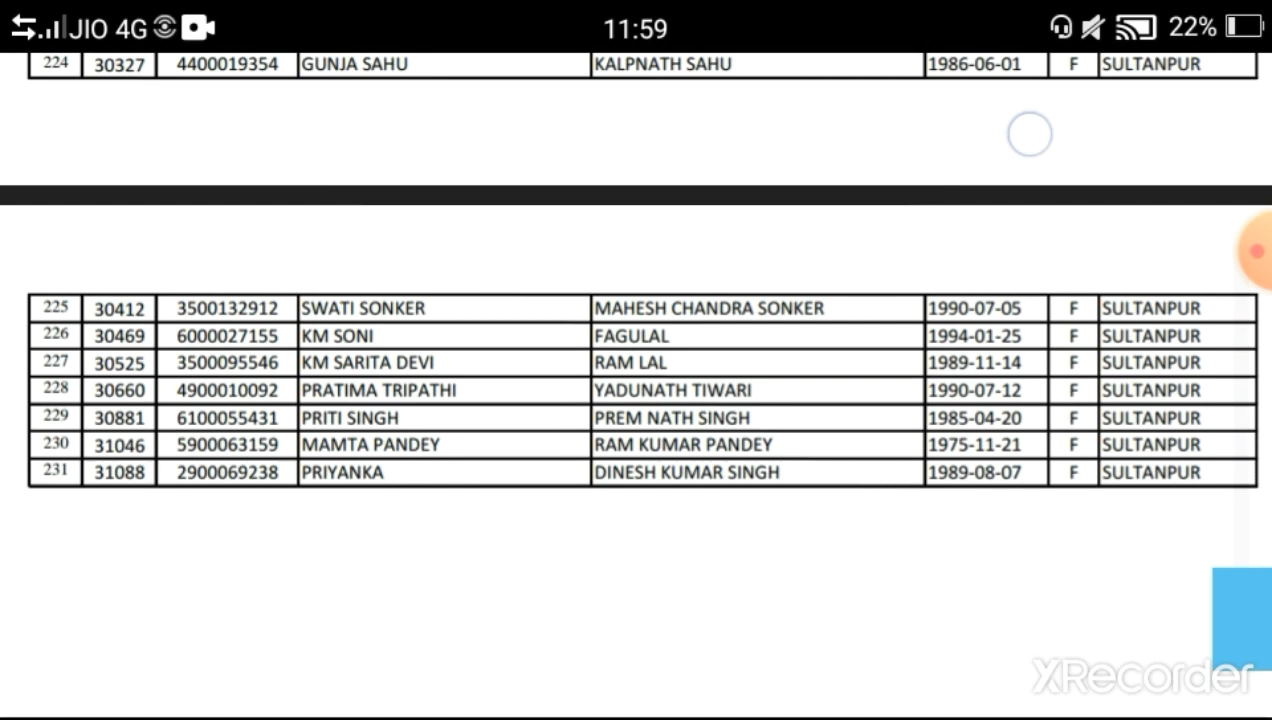 JIO 4G 11:59 22%
224 30327 4400019354 GUNJA SAHU KALPNATH SAHU 1986-06-01 F SULTANPUR
225 30412 3500132912 SWATI SONKER MAHESH CHANDRA SONKER 1990-07-05 F SULTANPUR
226 30469 6000027155 KM SONI FAGULAL 1994-01-25 F SULTANPUR
227 30525 3500095546 KM SARITA DEVI RAM LAL 1989-11-14 F SULTANPUR
228 30660 4900010092 PRATIMA TRIPATHI YADUNATH TIWARI 1990-07-12 F SULTANPUR
229 30881 6100055431 PRITI SINGH PREM NATH SINGH 1985-04-20 F SULTANPUR
230 31046 5900063159 MAMTA PANDEY RAM KUMAR PANDEY 1975-11-21 F SULTANPUR
231 31088 2900069238 PRIYANKA DINESH KUMAR SINGH 1989-08-07 F SULTANPUR
XRecorder